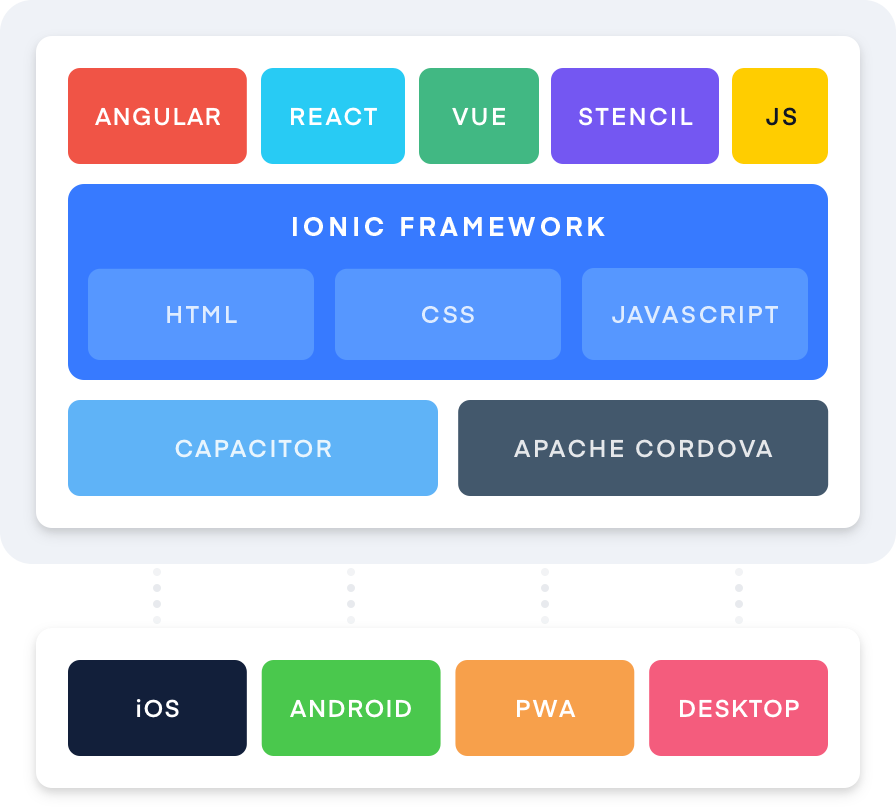 ANGULAR REACT VUE STENCIL JS
IONIC FRAMEWORK
HTML CSS JAVASCRIPT
CAPACITOR APACHE CORDOVA
iOS ANDROID PWA DESKTOP